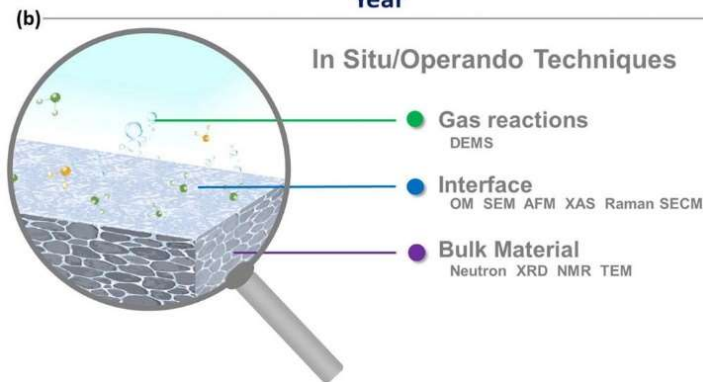 Year
(b)
In Situ/Operando Techniques
Gas reactions
DEMS
Interface
OM SEM AFM XAS Raman SECM
Bulk Material
Neutron XRD NMR TEM